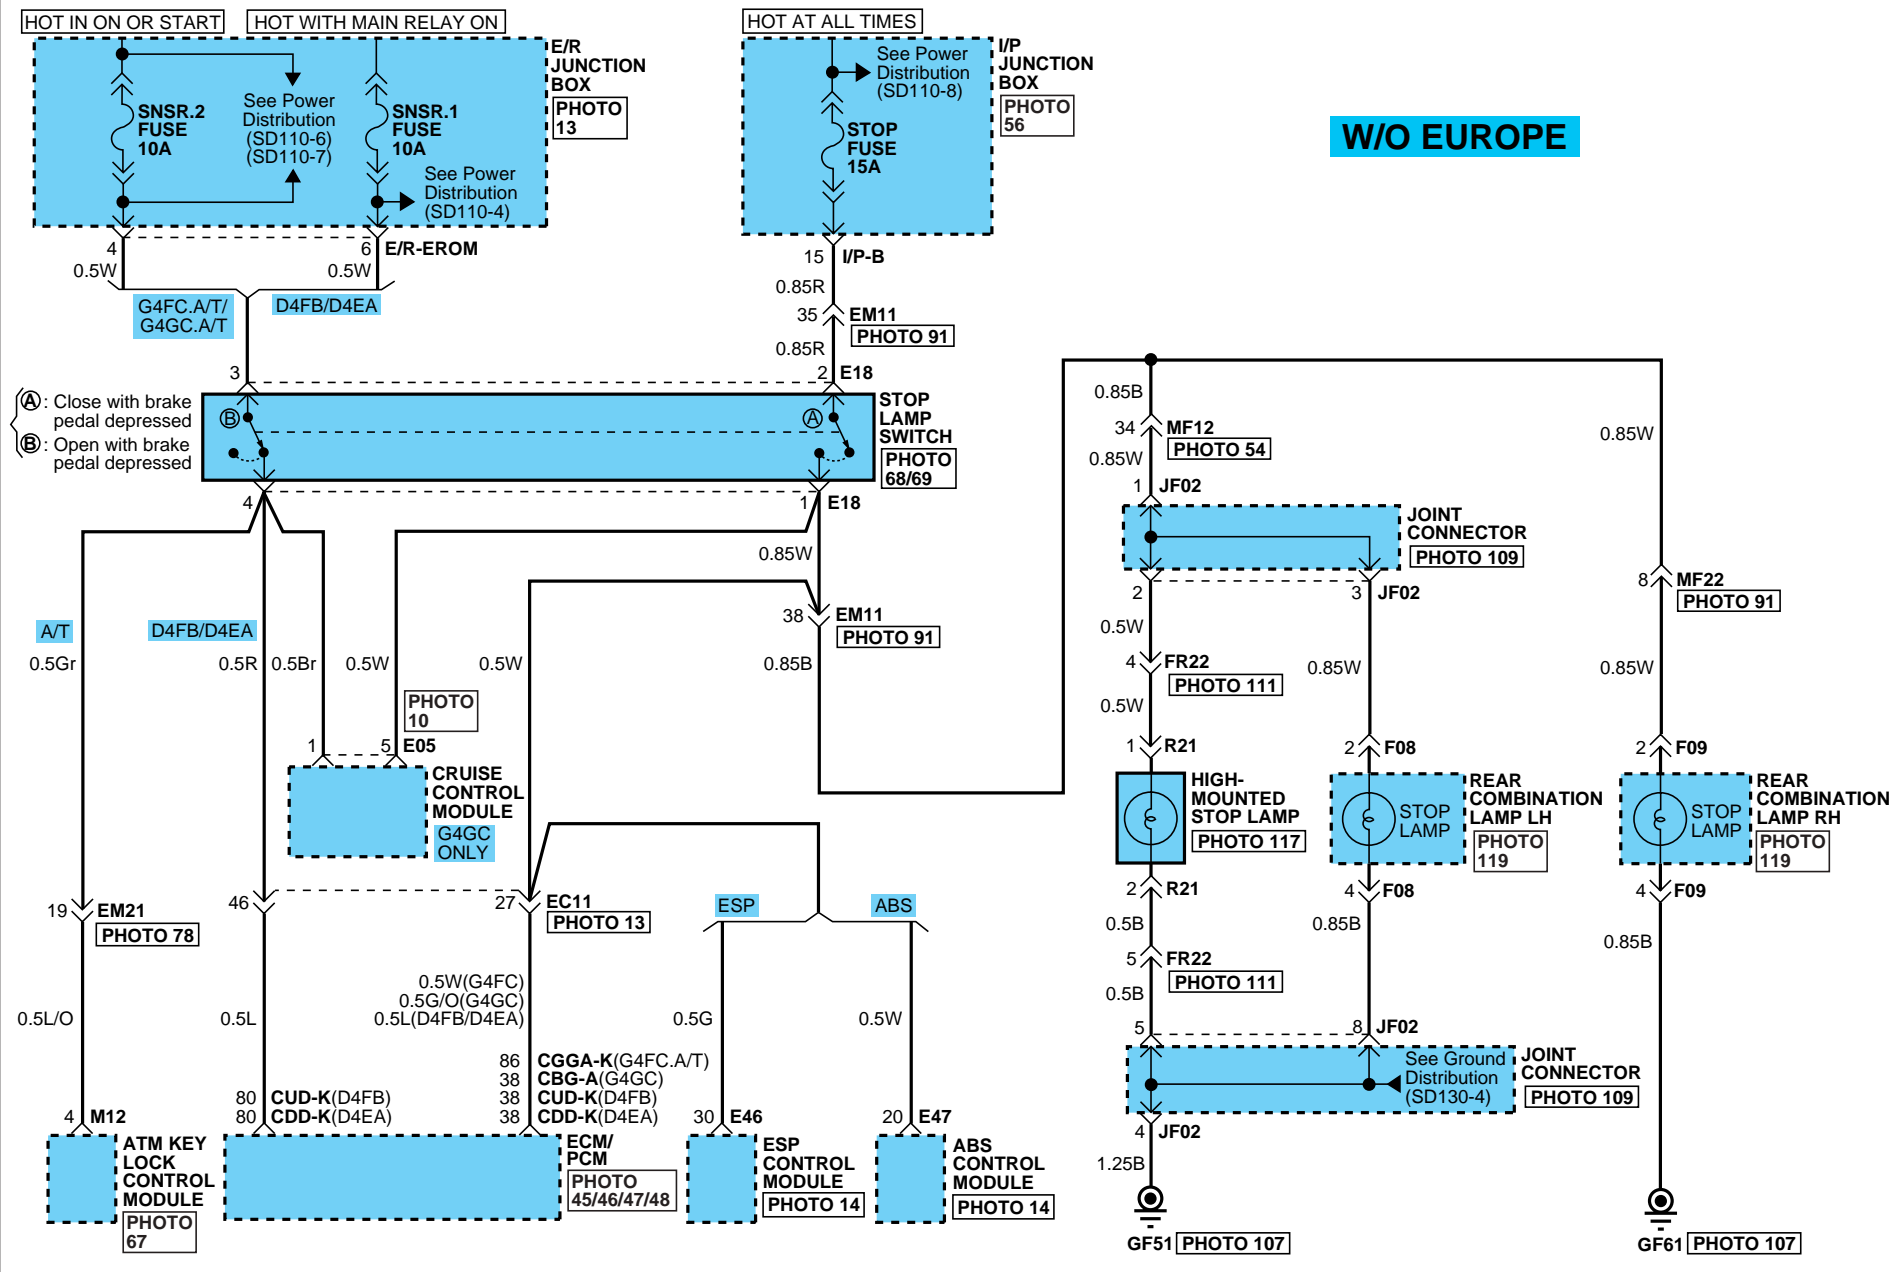 HOT IN ON OR START
HOT WITH MAIN RELAY ON
HOT AT ALL TIMES
E/R
JUNCTION
BOX
PHOTO
13
SNSR.2
FUSE
10A
See Power
Distribution
(SD110-6)
(SD110-7)
SNSR.1
FUSE
10A
See Power
Distribution
(SD110-4)
See Power
Distribution
(SD110-8)
STOP
FUSE
15A
I/P
JUNCTION
BOX
PHOTO
56
W/O EUROPE
4
6 E/R-EROM
0.5W
0.5W
G4FC.A/T/
G4GC.A/T
D4FB/D4EA
15 I/P-B
0.85R
35 EM11
PHOTO 91
0.85R
3
2 E18
Ⓐ : Close with brake
pedal depressed
Ⓑ : Open with brake
pedal depressed
Ⓑ
Ⓐ
STOP
LAMP
SWITCH
PHOTO
68/69
4
1 E18
0.85W
38 EM11
PHOTO 91
0.85B
A/T
D4FB/D4EA
0.5Gr
0.5R
0.5Br
0.5W
0.5W
PHOTO
10
1
5 E05
CRUISE
CONTROL
MODULE
G4GC
ONLY
19 EM21
PHOTO 78
46
27 EC11
PHOTO 13
ESP
ABS
0.5L/O
0.5L
0.5W(G4FC)
0.5G/O(G4GC)
0.5L(D4FB/D4EA)
0.5G
0.5W
86 CGGA-K(G4FC.A/T)
38 CBG-A(G4GC)
80 CUD-K(D4FB)
38 CUD-K(D4FB)
80 CDD-K(D4EA)
38 CDD-K(D4EA)
4 M12
30 E46
20 E47
ATM KEY
LOCK
CONTROL
MODULE
PHOTO
67
ECM/
PCM
PHOTO
45/46/47/48
ESP
CONTROL
MODULE
PHOTO 14
ABS
CONTROL
MODULE
PHOTO 14
0.85B
34 MF12
PHOTO 54
0.85W
1 JF02
JOINT
CONNECTOR
PHOTO 109
2
3 JF02
0.5W
4 FR22
PHOTO 111
0.5W
0.85W
0.85W
8 MF22
PHOTO 91
0.85W
1 R21
2 F08
2 F09
HIGH-
MOUNTED
STOP LAMP
PHOTO 117
STOP
LAMP
REAR
COMBINATION
LAMP LH
PHOTO
119
STOP
LAMP
REAR
COMBINATION
LAMP RH
PHOTO
119
2 R21
4 F08
4 F09
0.5B
0.85B
0.85B
5 FR22
PHOTO 111
0.5B
5
8 JF02
See Ground
Distribution
(SD130-4)
JOINT
CONNECTOR
PHOTO 109
4 JF02
1.25B
GF51 PHOTO 107
GF61 PHOTO 107